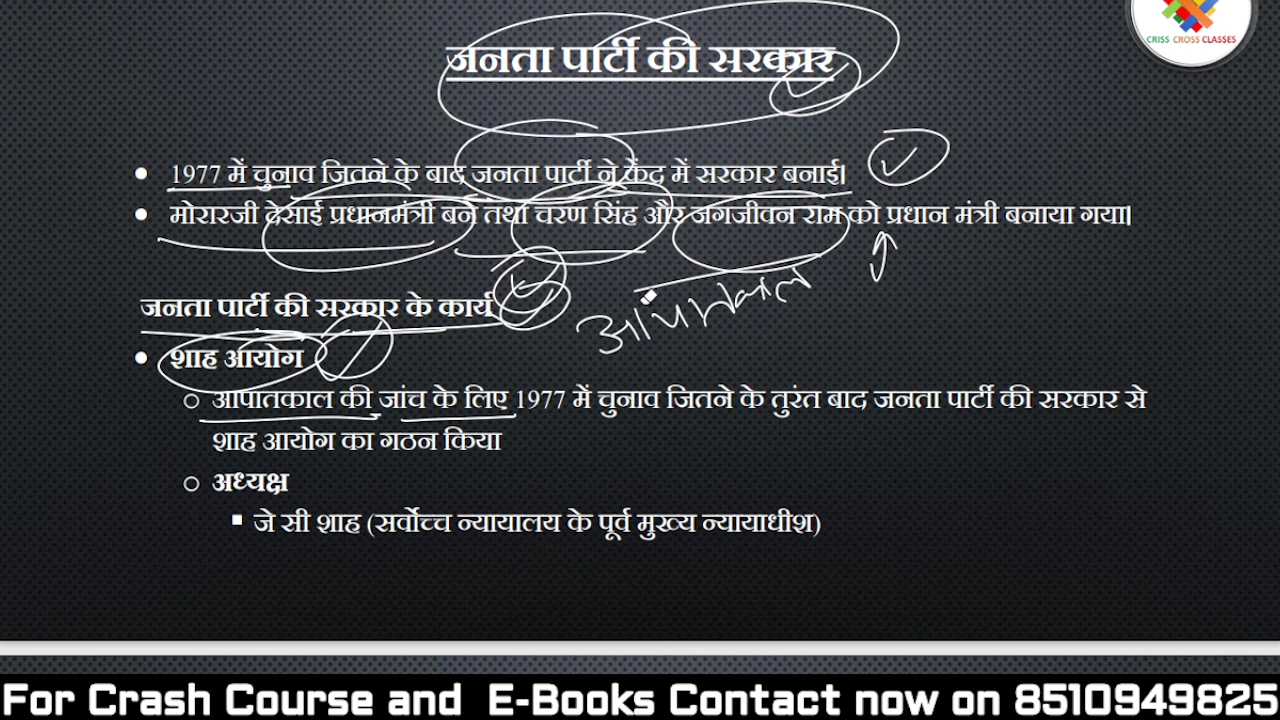 CRISS CROSS CLASSES
जनता पार्टी की सरकार
• 1977 में चुनाव जितने के बाद जनता पार्टी ने केंद्र में सरकार बनाई।
• मोरारजी देसाई प्रधानमंत्री बने तथा चरण सिंह और जगजीवन राम को प्रधान मंत्री बनाया गया।
जनता पार्टी की सरकार के कार्य
आपातकाल
• शाह आयोग
○ आपातकाल की जांच के लिए 1977 में चुनाव जितने के तुरंत बाद जनता पार्टी की सरकार से
शाह आयोग का गठन किया
○ अध्यक्ष
▪ जे सी शाह (सर्वोच्च न्यायालय के पूर्व मुख्य न्यायाधीश)
For Crash Course and E-Books Contact now on 8510949825